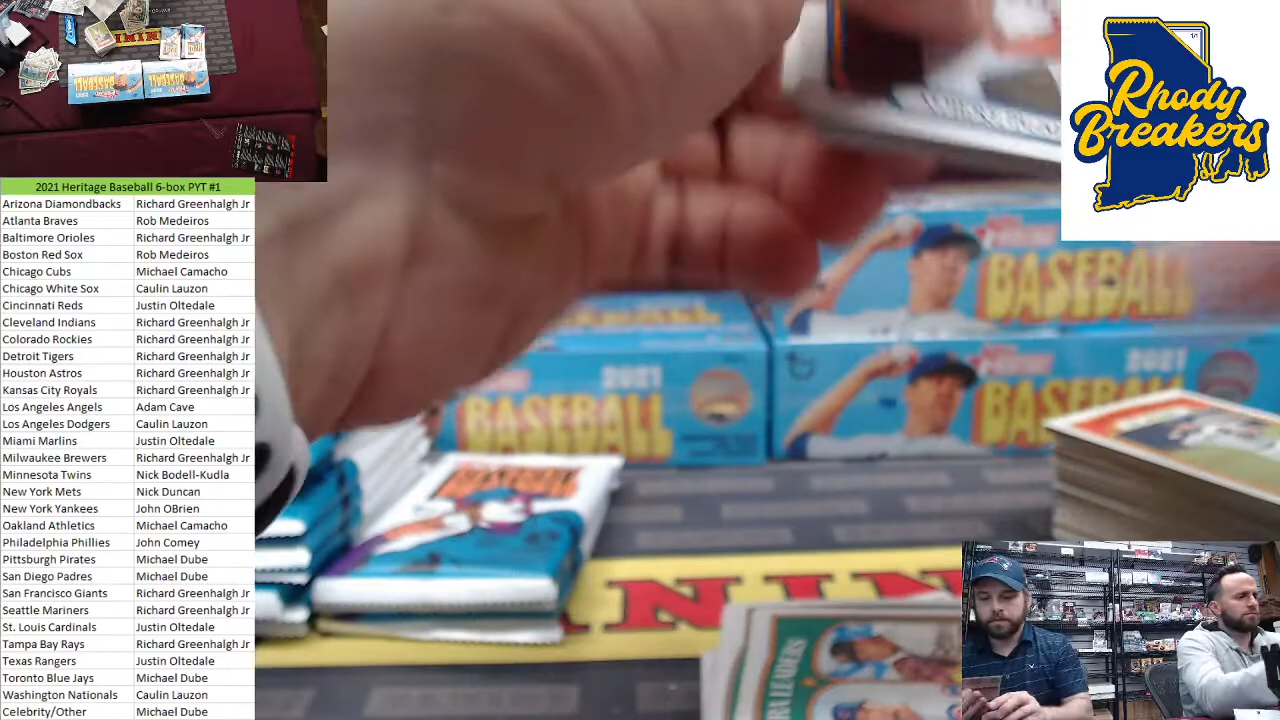 2021 Heritage Baseball 6-box PYT #1
Arizona Diamondbacks Richard Greenhalgh Jr
Atlanta Braves Rob Medeiros
Baltimore Orioles Richard Greenhalgh Jr
Boston Red Sox Rob Medeiros
Chicago Cubs Michael Camacho
Chicago White Sox Caulin Lauzon
Cincinnati Reds Justin Oltedale
Cleveland Indians Richard Greenhalgh Jr
Colorado Rockies Richard Greenhalgh Jr
Detroit Tigers Richard Greenhalgh Jr
Houston Astros Richard Greenhalgh Jr
Kansas City Royals Richard Greenhalgh Jr
Los Angeles Angels Adam Cave
Los Angeles Dodgers Caulin Lauzon
Miami Marlins Justin Oltedale
Milwaukee Brewers Richard Greenhalgh Jr
Minnesota Twins Nick Bodell-Kudla
New York Mets Nick Duncan
New York Yankees John OBrien
Oakland Athletics Michael Camacho
Philadelphia Phillies John Comey
Pittsburgh Pirates Michael Dube
San Diego Padres Michael Dube
San Francisco Giants Richard Greenhalgh Jr
Seattle Mariners Richard Greenhalgh Jr
St. Louis Cardinals Justin Oltedale
Tampa Bay Rays Richard Greenhalgh Jr
Texas Rangers Justin Oltedale
Toronto Blue Jays Michael Dube
Washington Nationals Caulin Lauzon
Celebrity/Other Michael Dube
Rhody
Breakers
BASEBALL
2021
BASEBALL
2021
BASEBALL
BASEBALL
ININ
LEADERS